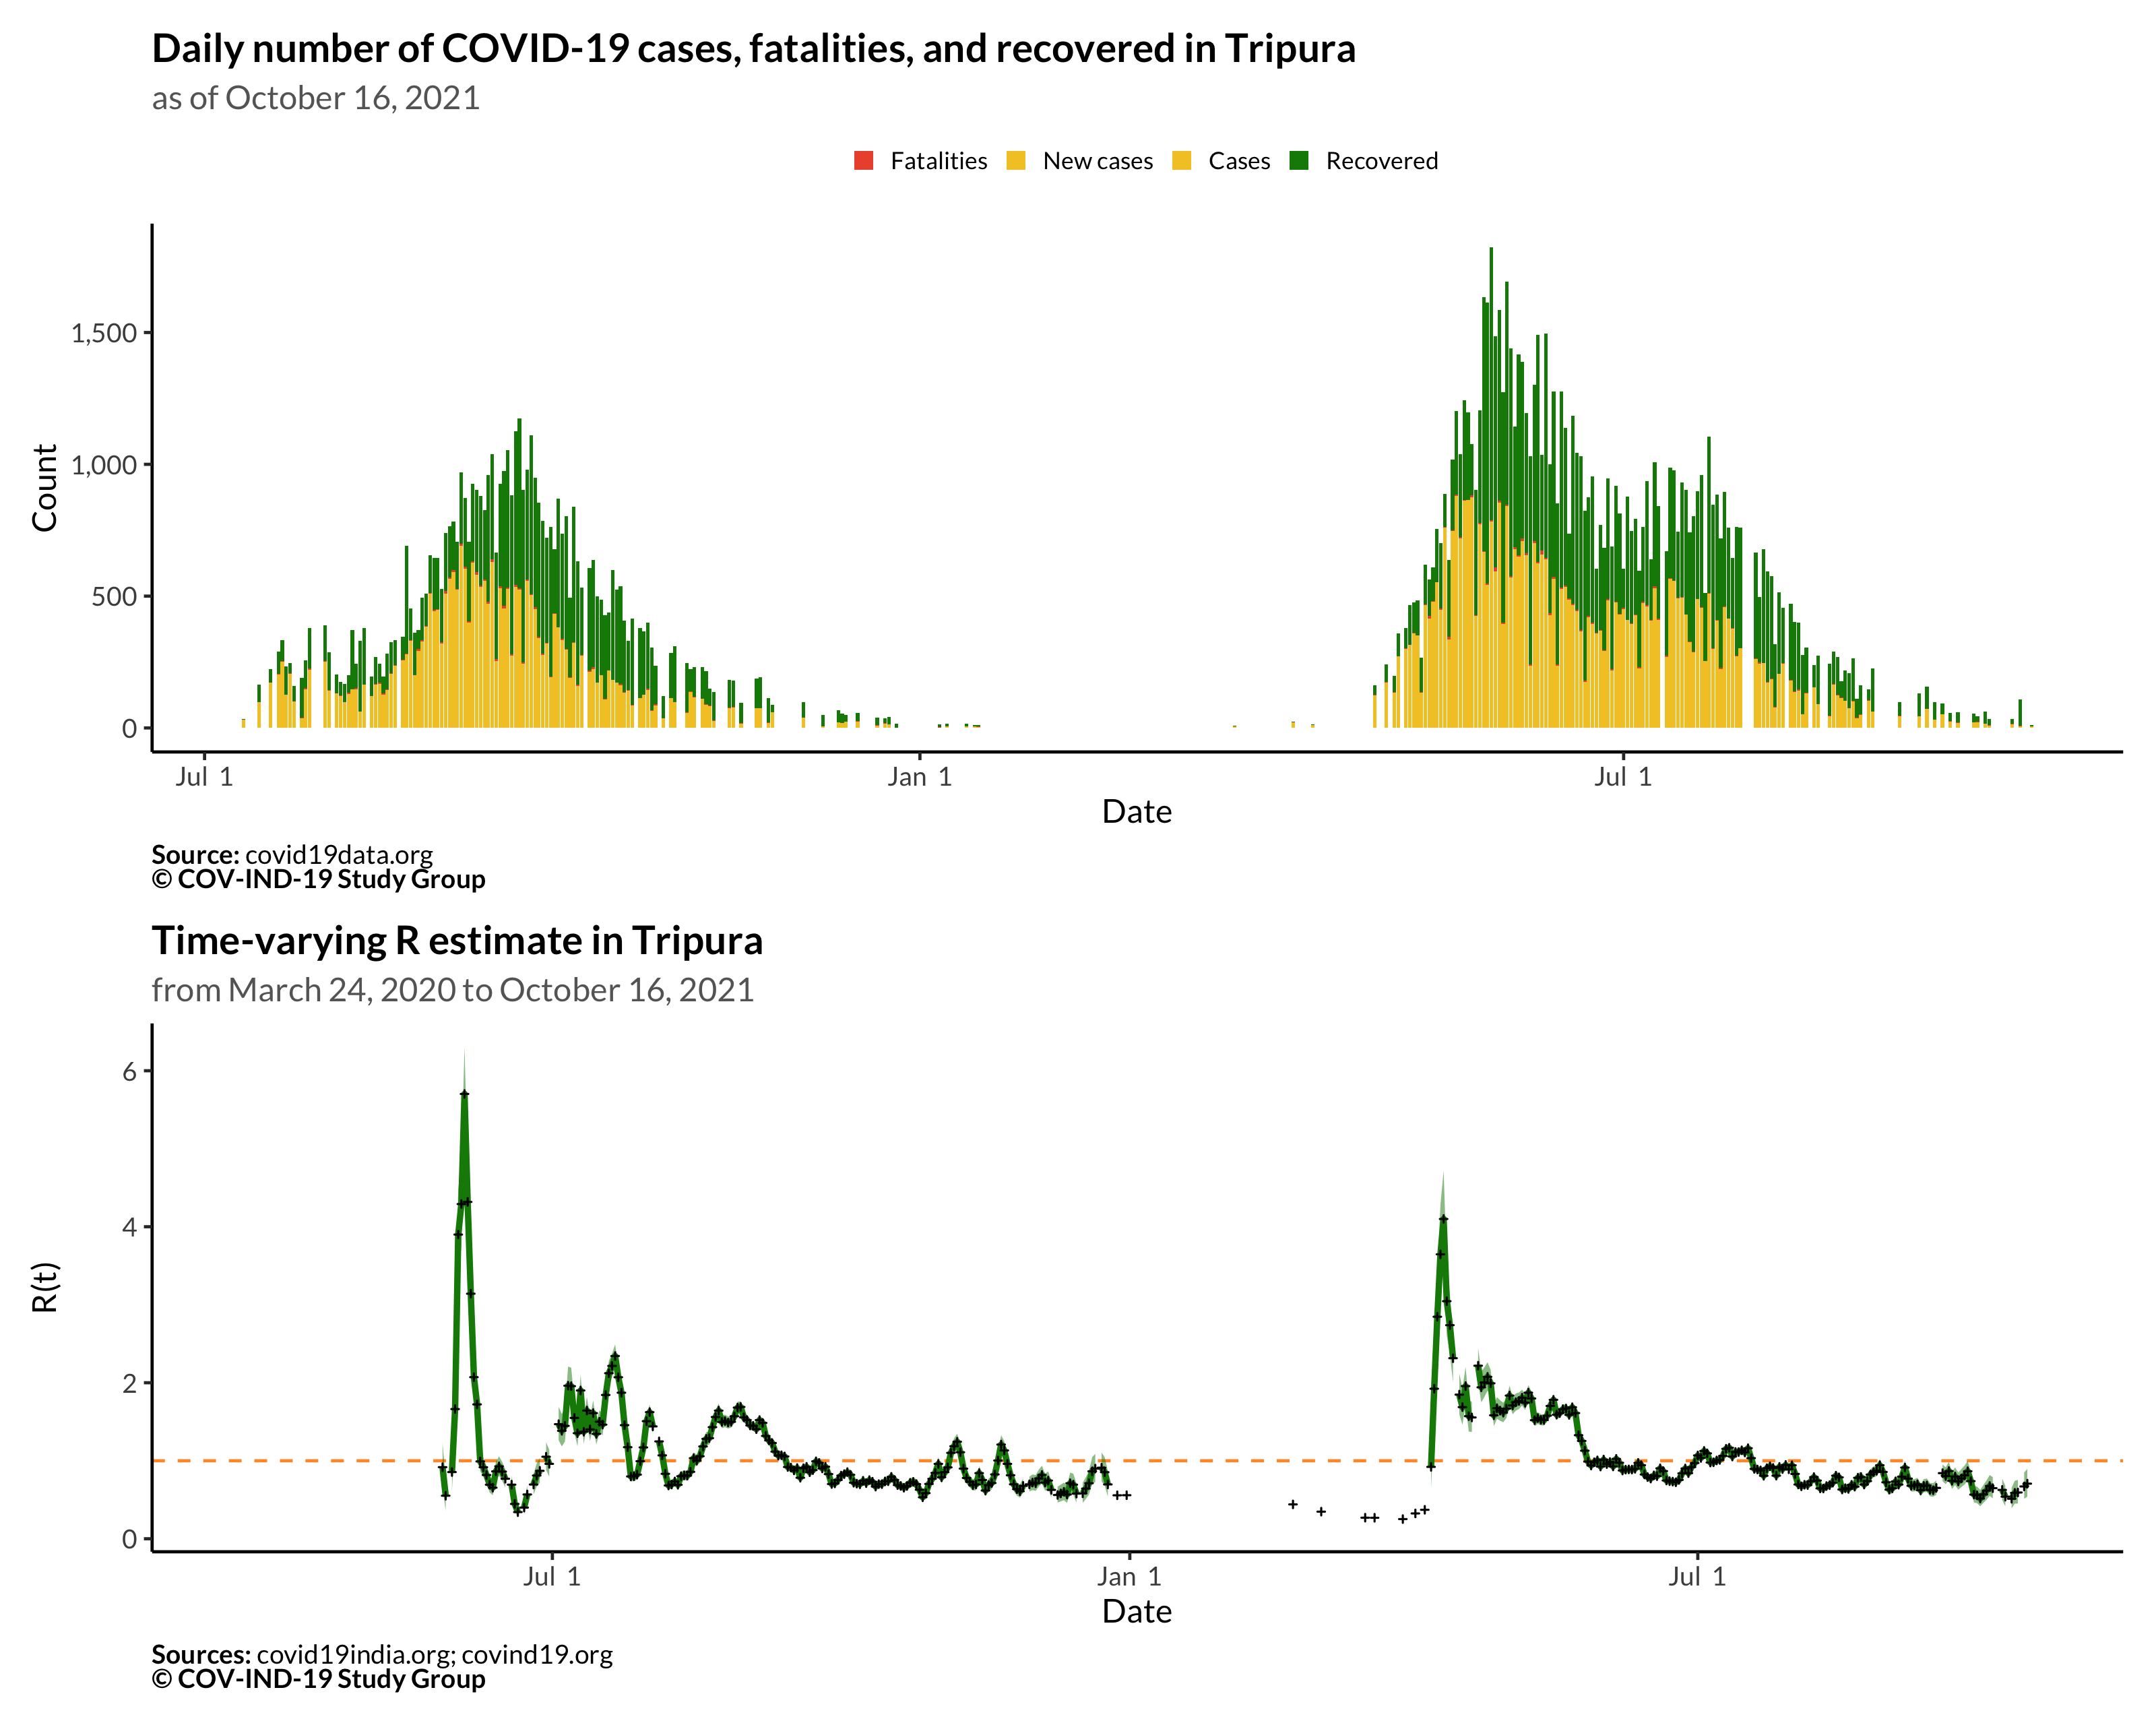 Daily number of COVID-19 cases, fatalities, and recovered in Tripura
as of October 16, 2021
Fatalities New cases Cases Recovered
1,500
1,000
500
0
Count
Jul 1 Jan 1 Jul 1
Date
Source: covid19data.org
© COV-IND-19 Study Group
Time-varying R estimate in Tripura
from March 24, 2020 to October 16, 2021
6
4
2
0
R(t)
Jul 1 Jan 1 Jul 1
Date
Sources: covid19india.org; covind19.org
© COV-IND-19 Study Group